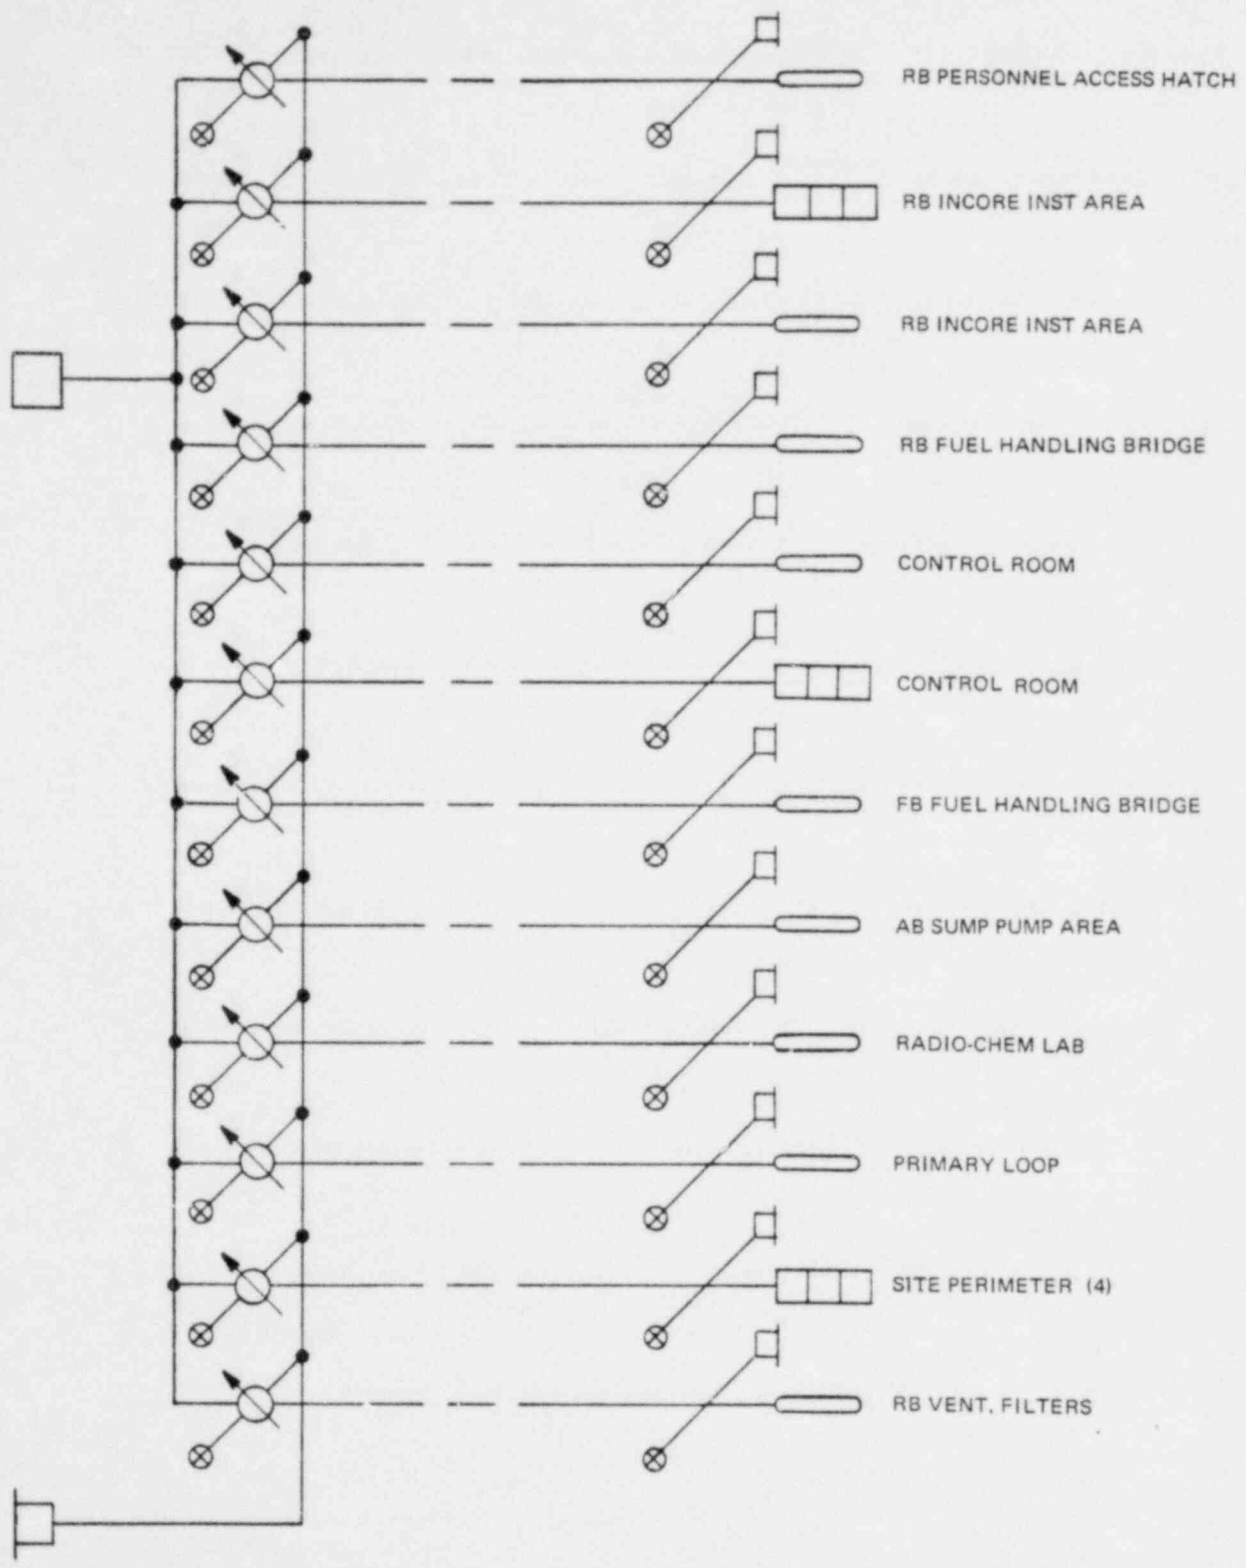 RB PERSONNEL ACCESS HATCH
RB INCORE INST AREA
RB INCORE INST AREA
RB FUEL HANDLING BRIDGE
CONTROL ROOM
CONTROL ROOM
FB FUEL HANDLING BRIDGE
AB SUMP PUMP AREA
RADIO-CHEM LAB
PRIMARY LOOP
SITE PERIMETER (4)
RB VENT. FILTERS